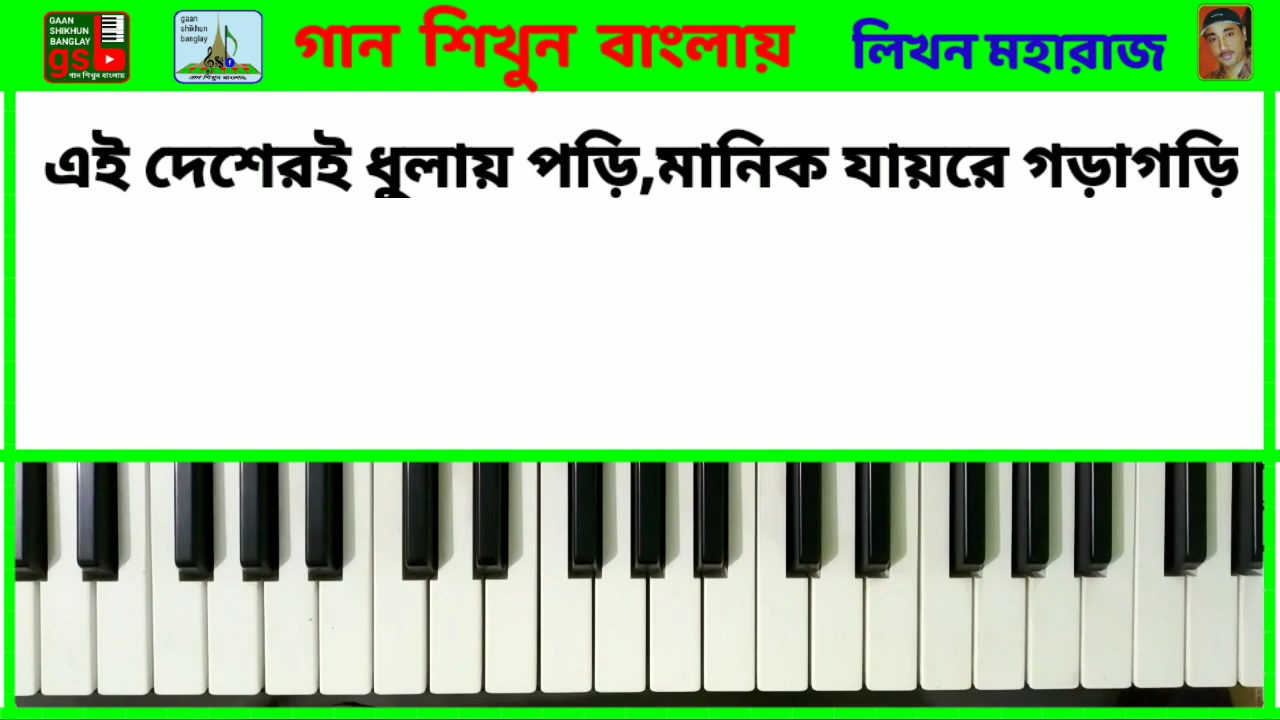 GAAN
SHIKHUN
BANGLAY
gs
গান শিখুন বাংলায়
gaan
shikhun
banglay
গান শিখুন বাংলায়
গান শিখুন বাংলায়
লিখন মহারাজ
এই দেশেরই ধুলায় পড়ি,মানিক যায়রে গড়াগড়ি